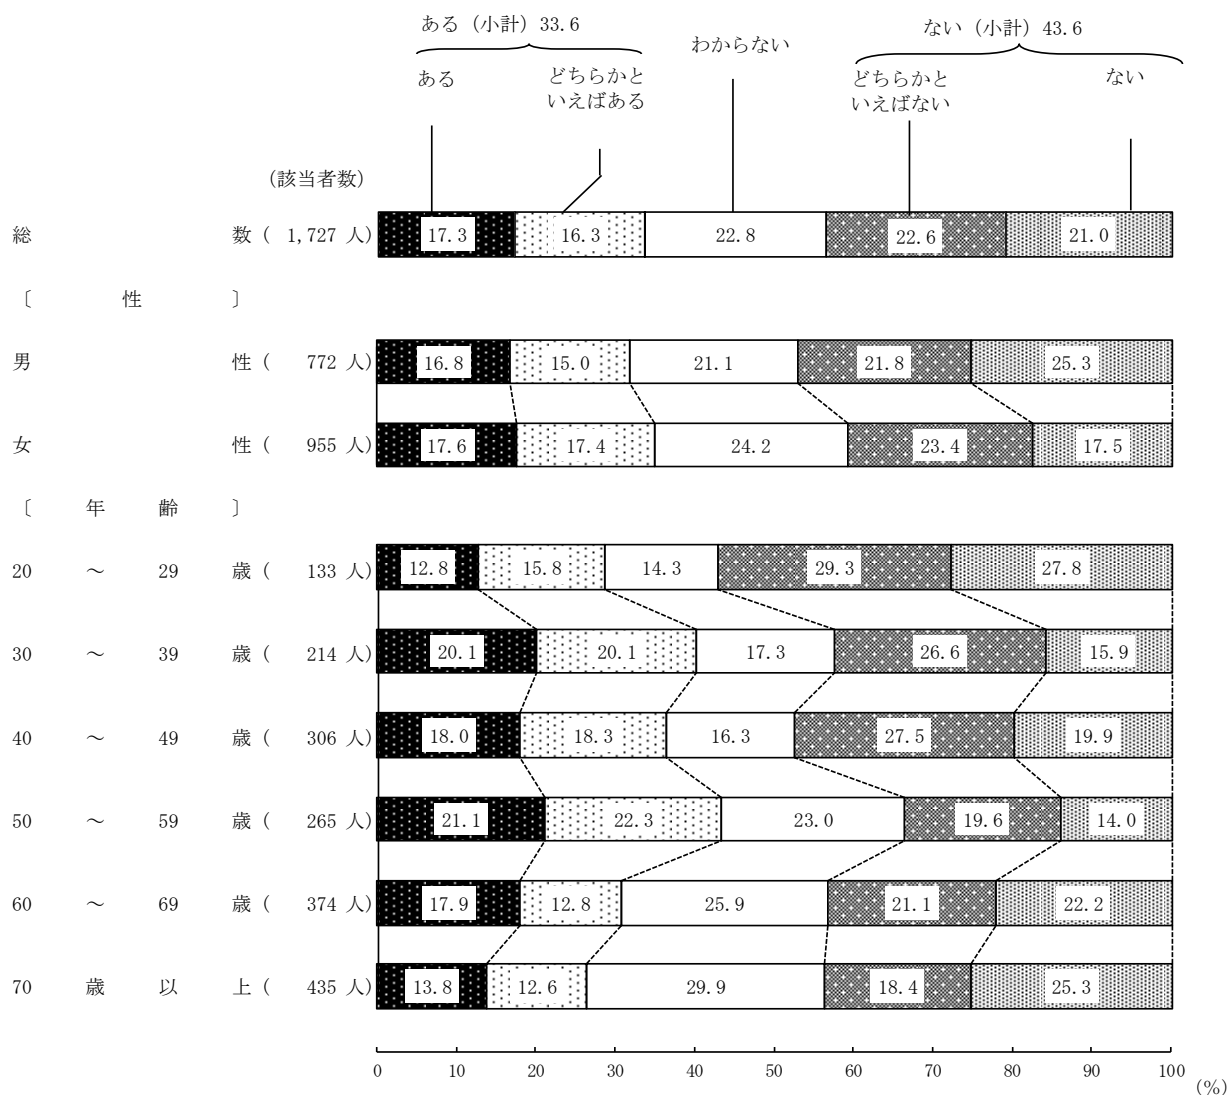 ある（小計）33.6
ない（小計）43.6
わからない
ある
どちらかと
いえばある
どちらかと
いえばない
ない
（該当者数）
総 数（ 1,727 人） 17.3 16.3 22.8 22.6 21.0
〔 性 〕
男 性（ 772 人） 16.8 15.0 21.1 21.8 25.3
女 性（ 955 人） 17.6 17.4 24.2 23.4 17.5
〔 年 齢 〕
20 ～ 29 歳（ 133 人） 12.8 15.8 14.3 29.3 27.8
30 ～ 39 歳（ 214 人） 20.1 20.1 17.3 26.6 15.9
40 ～ 49 歳（ 306 人） 18.0 18.3 16.3 27.5 19.9
50 ～ 59 歳（ 265 人） 21.1 22.3 23.0 19.6 14.0
60 ～ 69 歳（ 374 人） 17.9 12.8 25.9 21.1 22.2
70 歳 以 上（ 435 人） 13.8 12.6 29.9 18.4 25.3
0 10 20 30 40 50 60 70 80 90 100
（％）